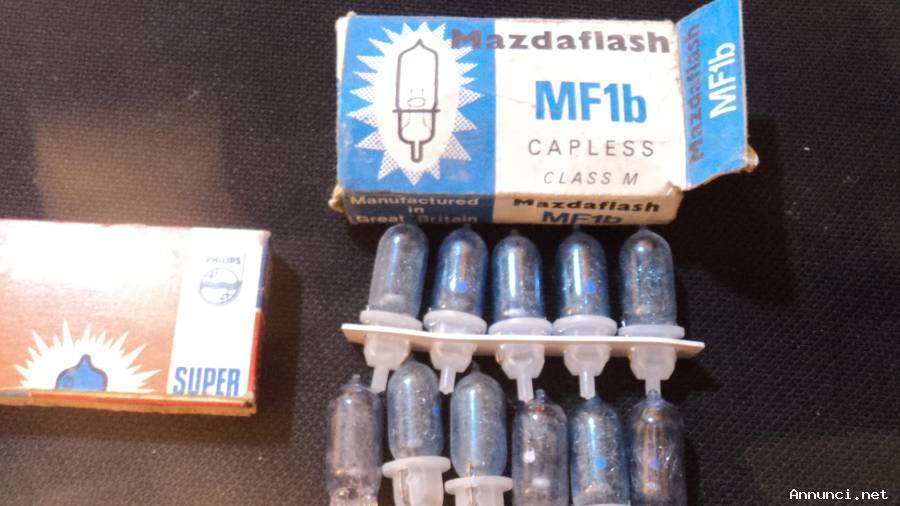 Mazdaflash
MF1b
CAPLESS
CLASS M
Mazdaflash
MF1b
Manufactured
in
Great Britain
Mazdaflash
MF1b
PHILIPS
SUPER
Annunci.net